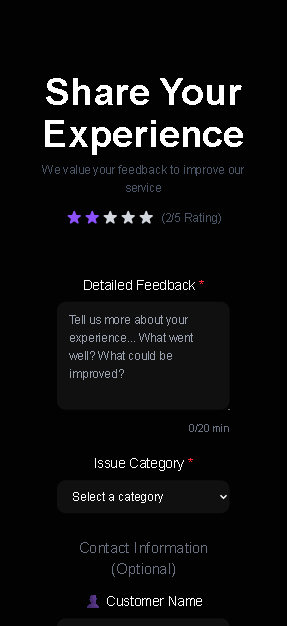 Share Your
Experience
We value your feedback to improve our
service
(2/5 Rating)
Detailed Feedback *
Tell us more about your
experience... What went
well? What could be
improved?
0/20 min
Issue Category *
Select a category
Contact Information
(Optional)
Customer Name